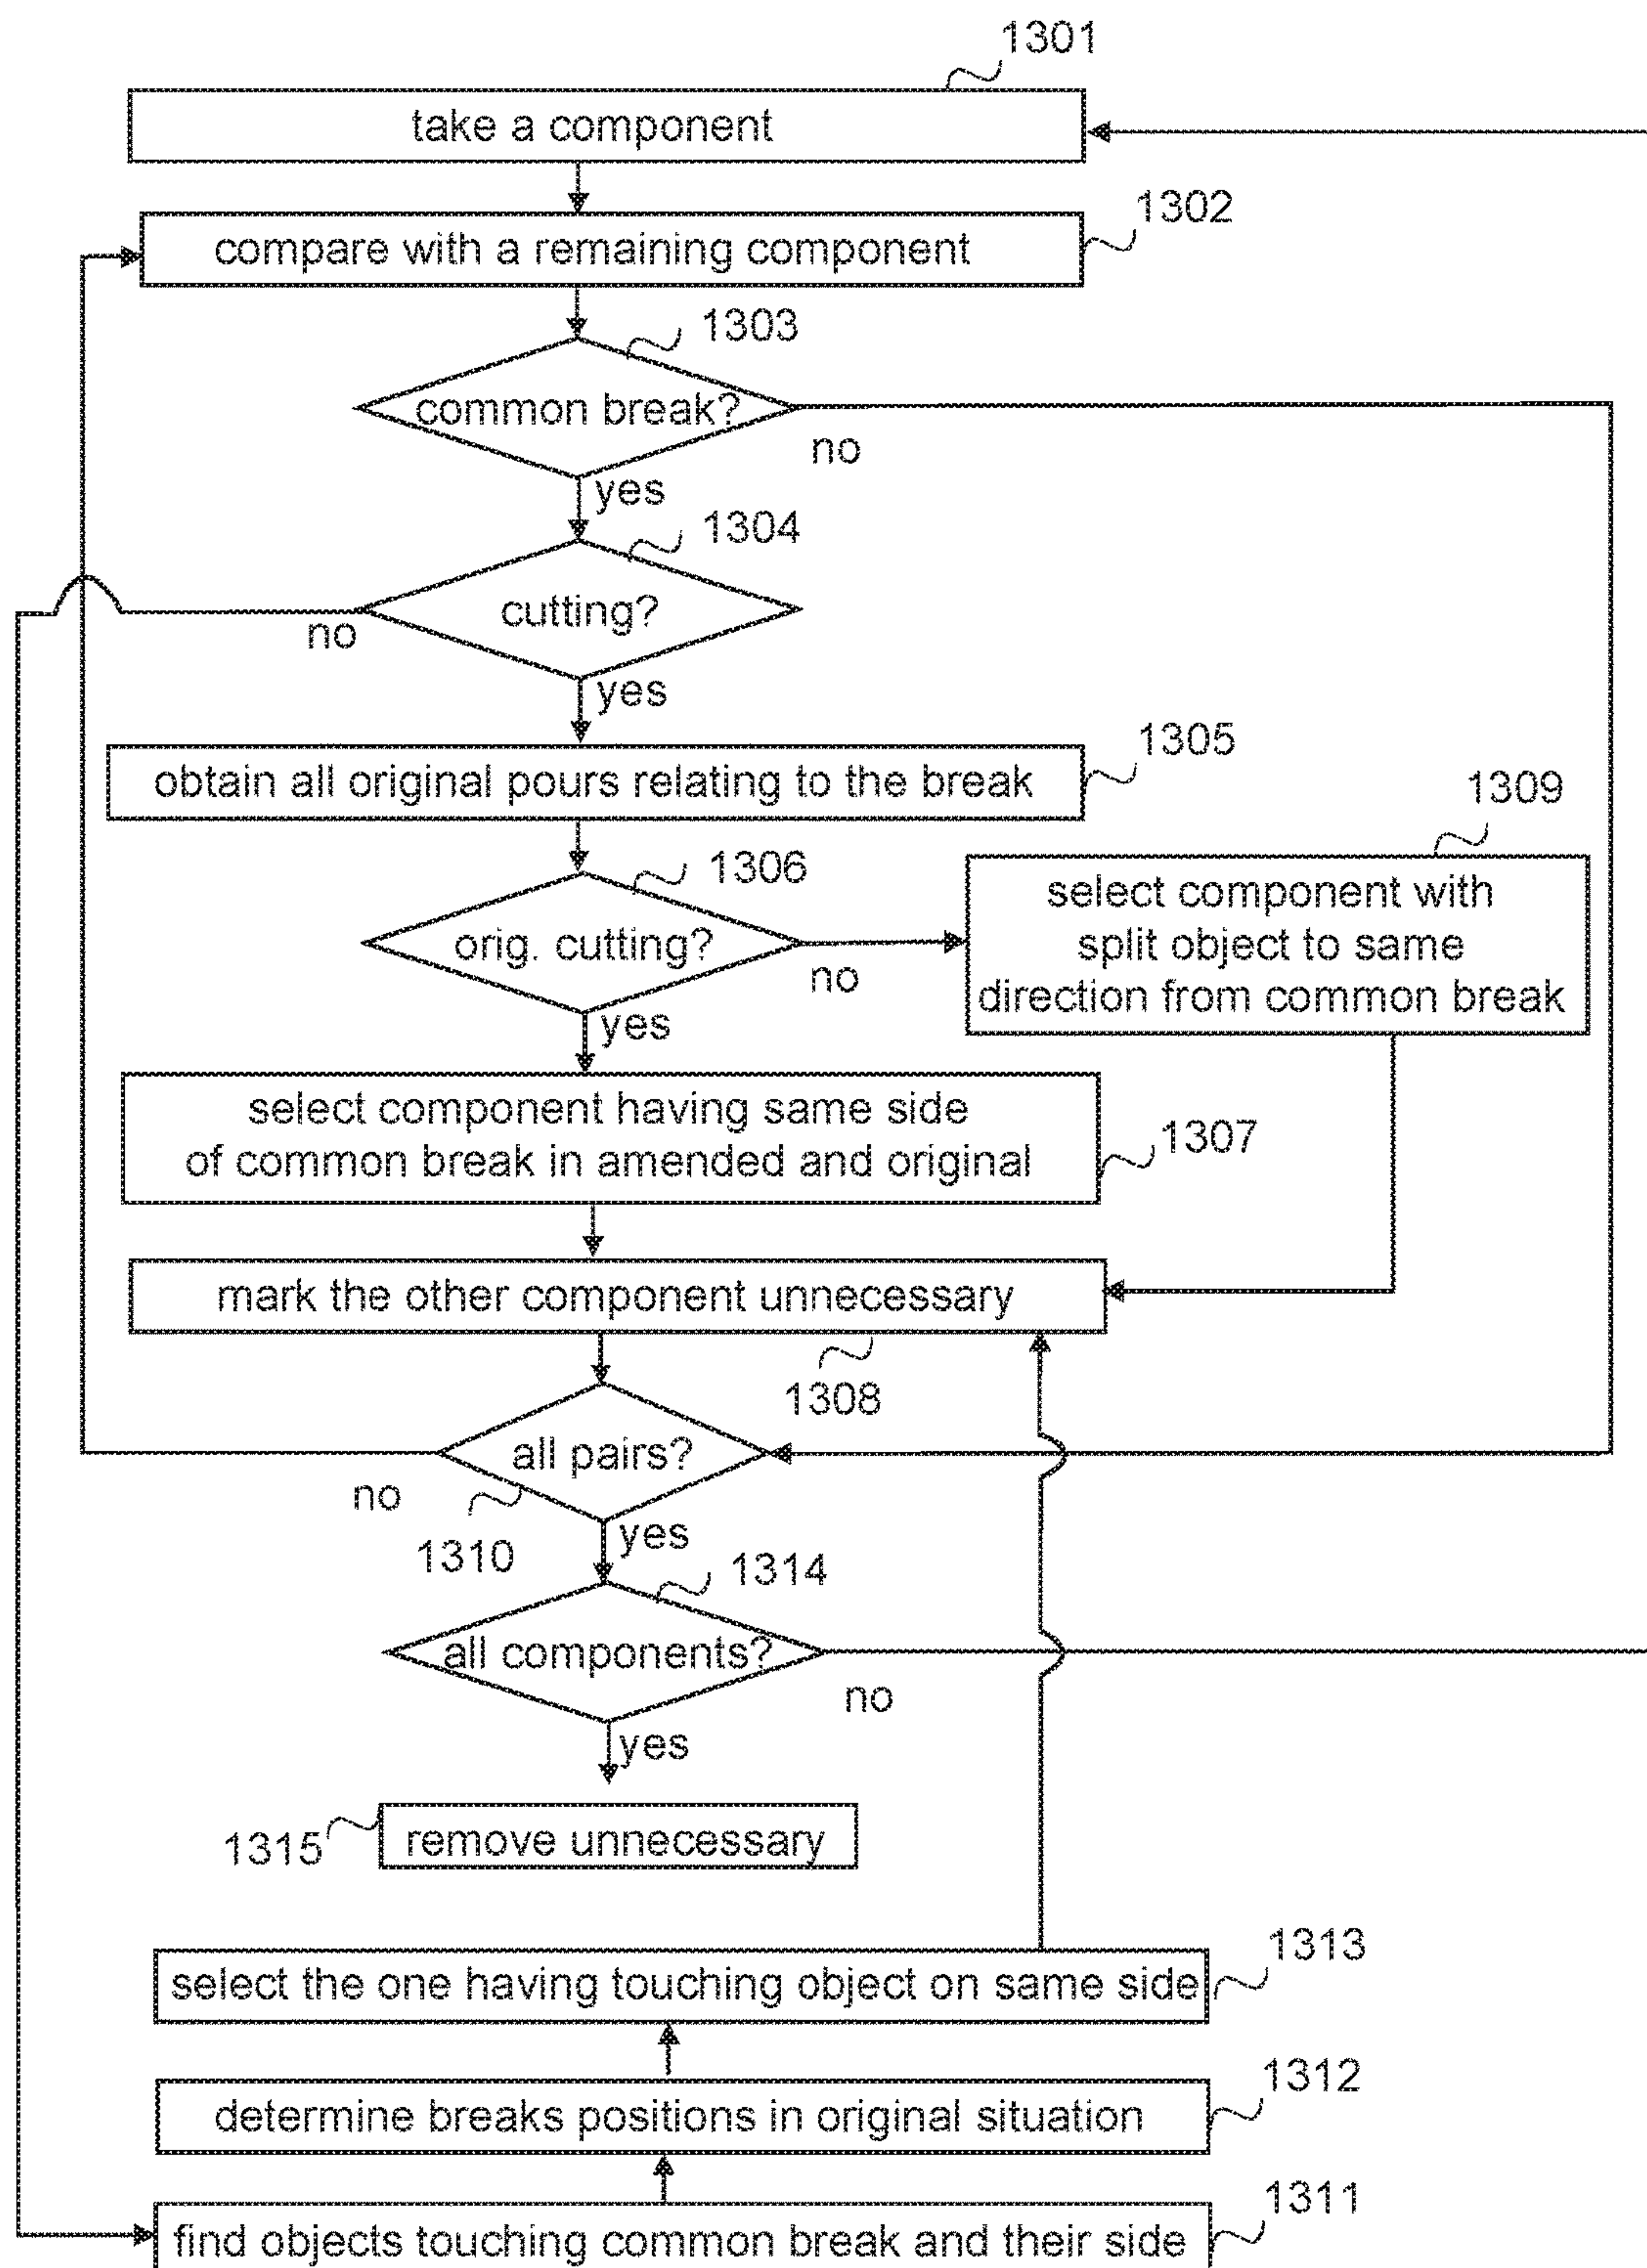 1301
take a component
1302
compare with a remaining component
1303
common break?
no
yes
1304
cutting?
no
yes
1305
obtain all original pours relating to the break
1309
1306
select component with
split object to same
direction from common break
orig. cutting?
no
yes
select component having same side
of common break in amended and original
1307
mark the other component unnecessary
1308
all pairs?
no
yes
1310
1314
all components?
no
yes
1315
remove unnecessary
1313
select the one having touching object on same side
1312
determine breaks positions in original situation
1311
find objects touching common break and their side